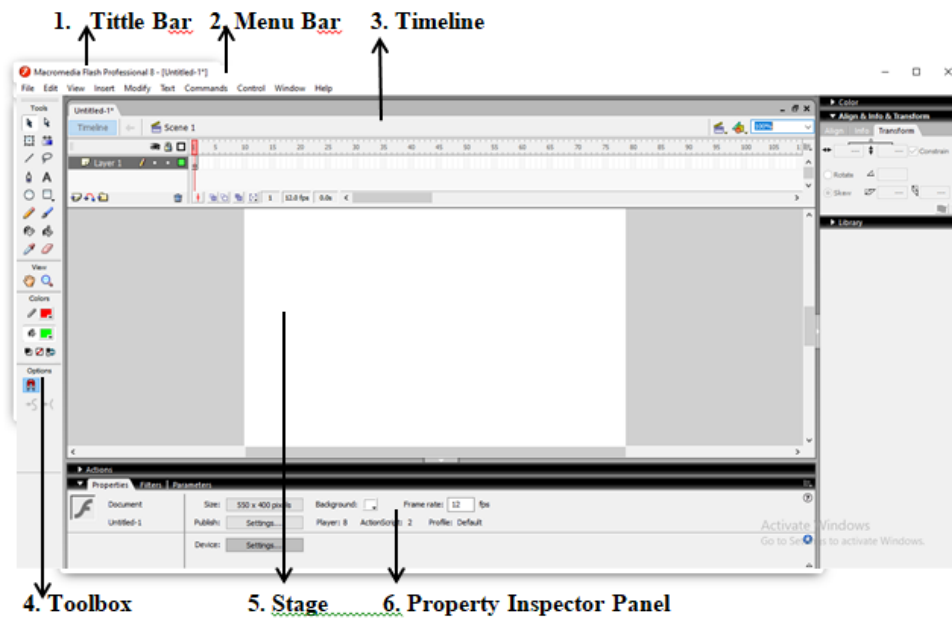 1. Tittle Bar 2. Menu Bar 3. Timeline
Macromedia Flash Professional 8 - [Untitled-1*]
File Edit View Insert Modify Text Commands Control Window Help
Tools
Untitled-1*
Timeline Scene 1 100%
Color
Align & Info & Transform
Align Info Transform
Constrain
Rotate
Skew
Library
5 10 15 20 25 30 35 40 45 50 55 60 65 70 75 80 85 90 95 100 105
Layer 1
1 12.0 fps 0.0s
View
Colors
Options
Actions
Properties Filters Parameters
Document Size: 550 x 400 pixels Background: Frame rate: 12 fps
Untitled-1 Publish: Settings... Player: 8 ActionScript: 2 Profile: Default
Device: Settings...
Activate Windows
Go to Settings to activate Windows.
4. Toolbox 5. Stage 6. Property Inspector Panel